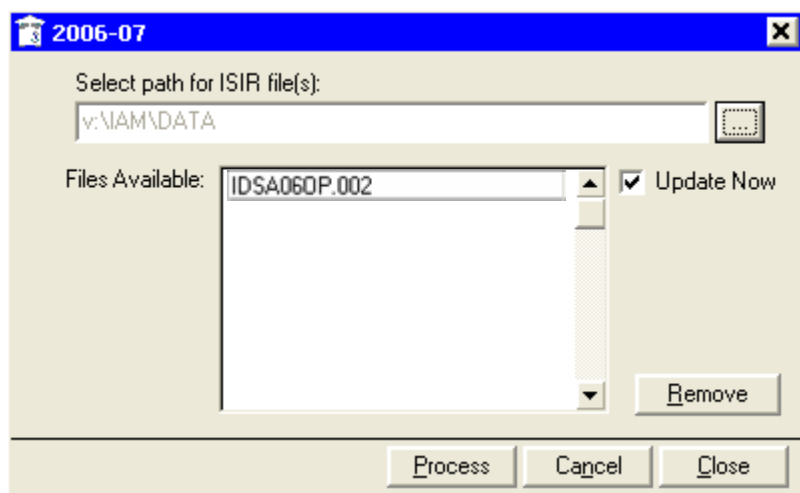 2006-07
Select path for ISIR file(s):
v:\IAM\DATA
...
Files Available:
IDSA06OP.002
Update Now
Remove
Process
Cancel
Close